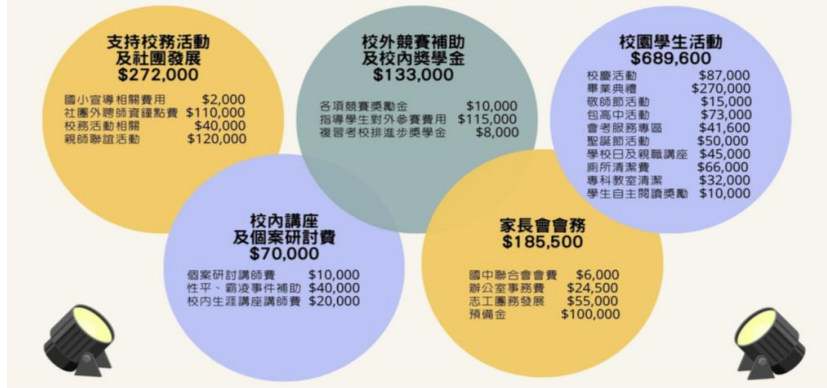 支持校務活動
及社團發展
$272,000
國小宣導相關費用 $2,000
社團外聘師資鐘點費 $110,000
校務活動相關 $40,000
親師聯誼活動 $120,000
校外競賽補助
及校內獎學金
$133,000
各項競賽獎勵金 $10,000
指導學生對外參賽費用 $115,000
複習考校排進步獎學金 $8,000
校園學生活動
$689,600
校慶活動 $87,000
畢業典禮 $270,000
敬師節活動 $15,000
包高中活動 $73,000
會考服務專區 $41,600
聖誕節活動 $50,000
學校日及親職講座 $45,000
廁所清潔費 $66,000
專科教室清潔 $32,000
學生自主閱讀獎勵 $10,000
校內講座
及個案研討費
$70,000
個案研討講師費 $10,000
性平、霸凌事件補助 $40,000
校內生涯講座講師費 $20,000
家長會會務
$185,500
國中聯合會會費 $6,000
辦公室事務費 $24,500
志工團務發展 $55,000
預備金 $100,000